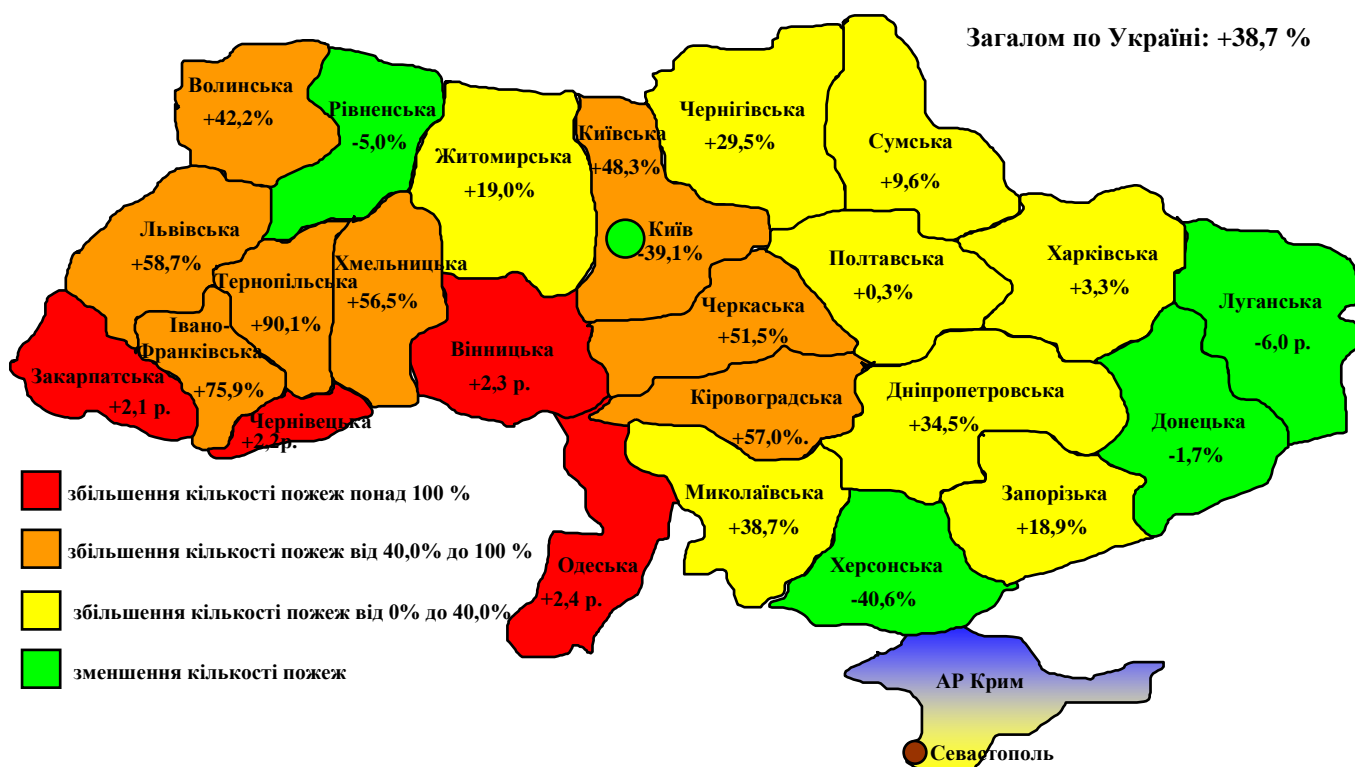 Загалом по Україні: +38,7 %
Волинська
+42,2%
Рівненська
-5,0%
Житомирська
+19,0%
Київська
+48,3%
Чернігівська
+29,5%
Сумська
+9,6%
Київ
-39,1%
Львівська
+58,7%
Тернопільська
+90,1%
Хмельницька
+56,5%
Полтавська
+0,3%
Харківська
+3,3%
Луганська
-6,0 р.
Черкаська
+51,5%
Івано-
Франківська
+75,9%
Закарпатська
+2,1 р.
Чернівецька
+2,2р.
Вінницька
+2,3 р.
Кіровоградська
+57,0%.
Дніпропетровська
+34,5%
Донецька
-1,7%
Миколаївська
+38,7%
Запорізька
+18,9%
Одеська
+2,4 р.
Херсонська
-40,6%
АР Крим
Севастополь
збільшення кількості пожеж понад 100 %
збільшення кількості пожеж від 40,0% до 100 %
збільшення кількості пожеж від 0% до 40,0%
зменшення кількості пожеж